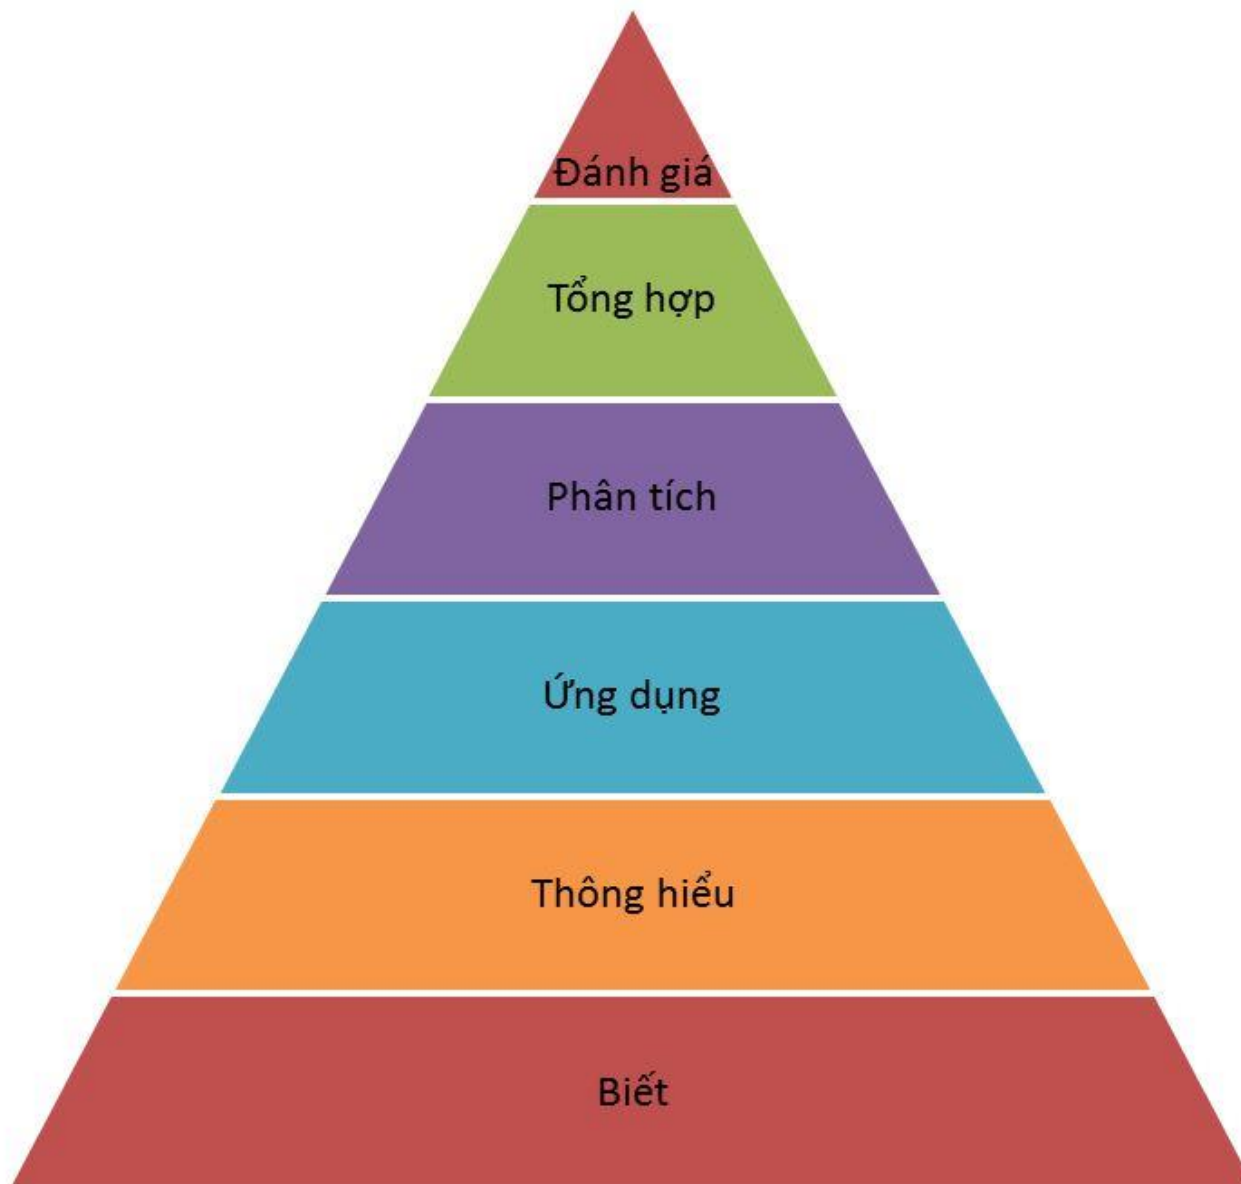 Đánh giá
Tổng hợp
Phân tích
Ứng dụng
Thông hiểu
Biết